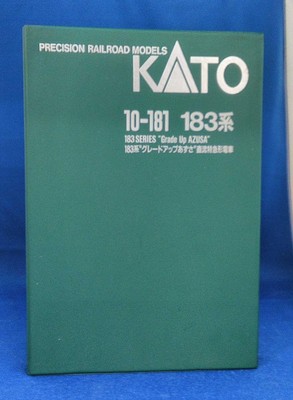 PRECISION RAILROAD MODELS
KATO
10-181 183系
183 SERIES "Grade Up AZUSA"
183系"グレードアップあずさ"直流特急形電車